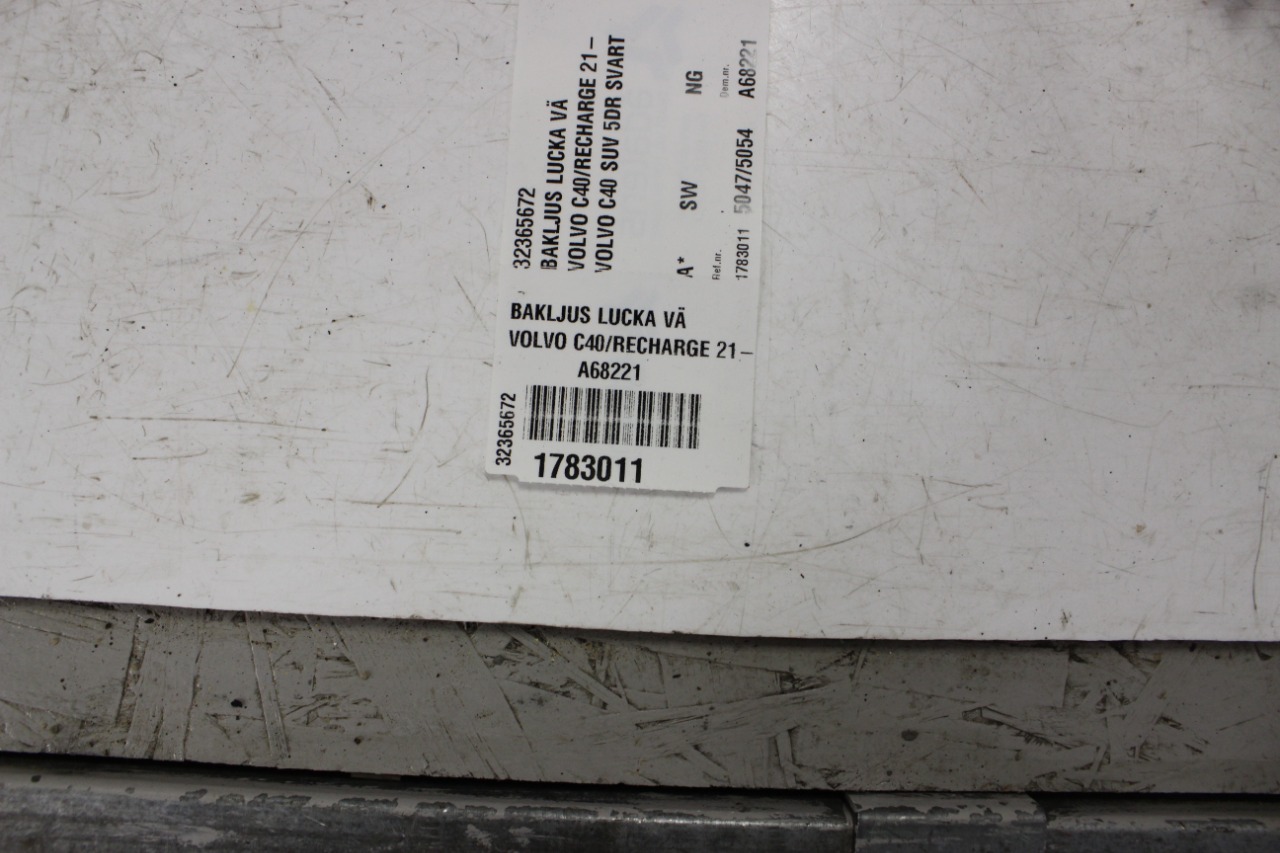 32365672
BAKLJUS LUCKA VÄ
VOLVO C40/RECHARGE 21–
VOLVO C40 SUV 5DR SVART
A* SW NG
Ref.nr. Dem.nr.
1783011 5047/5054 A68221
BAKLJUS LUCKA VÄ
VOLVO C40/RECHARGE 21–
A68221
32365672
1783011